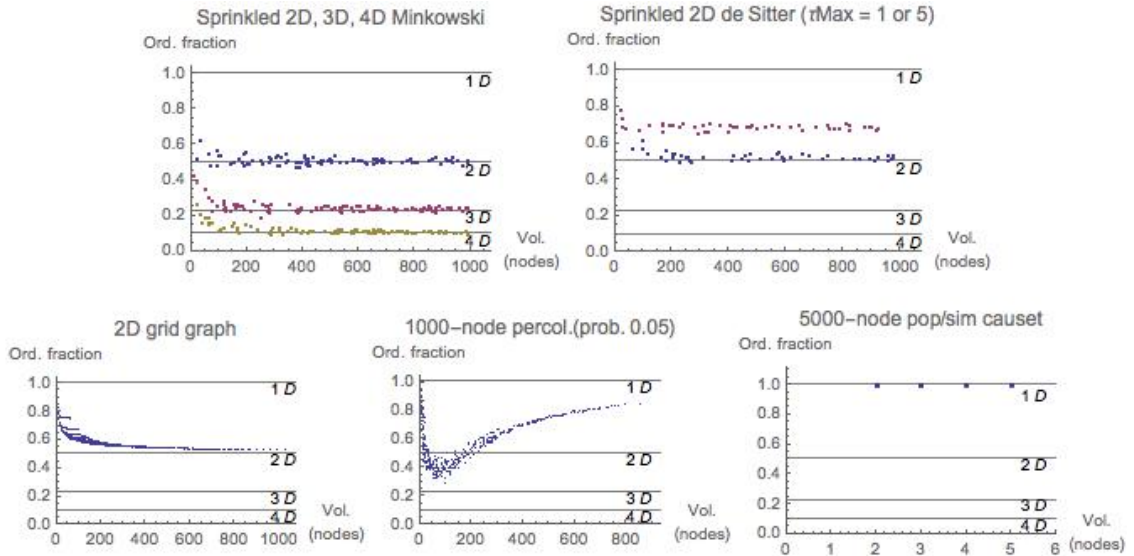 Sprinkled 2D, 3D, 4D Minkowski
Ord. fraction
1.0
0.8
0.6
0.4
0.2
0.0
1 D
2 D
3 D
4 D
0 200 400 600 800 1000
Vol.
(nodes)
Sprinkled 2D de Sitter (τMax = 1 or 5)
Ord. fraction
1.0
0.8
0.6
0.4
0.2
0.0
1 D
2 D
3 D
4 D
0 200 400 600 800 1000
Vol.
(nodes)
2D grid graph
Ord. fraction
1.0
0.8
0.6
0.4
0.2
0.0
1 D
2 D
3 D
4 D
0 200 400 600 800 1000
Vol.
(nodes)
1000-node percol.(prob. 0.05)
Ord. fraction
1.0
0.8
0.6
0.4
0.2
0.0
1 D
2 D
3 D
4 D
0 200 400 600 800
Vol.
(nodes)
5000-node pop/sim causet
Ord. fraction
1.0
0.8
0.6
0.4
0.2
0.0
1 D
2 D
3 D
4 D
0 1 2 3 4 5 6
Vol.
(nodes)